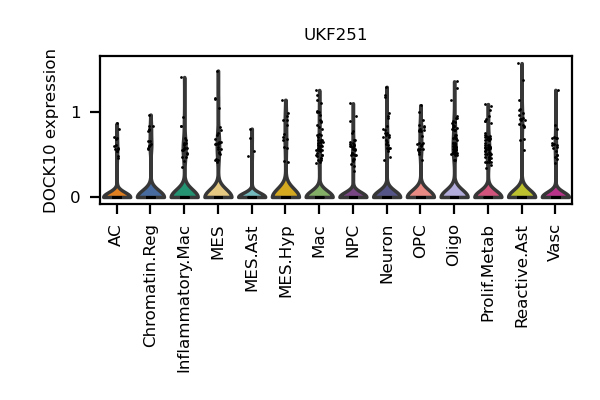 UKF251
DOCK10 expression
1
0
AC
Chromatin.Reg
Inflammatory.Mac
MES
MES.Ast
MES.Hyp
Mac
NPC
Neuron
OPC
Oligo
Prolif.Metab
Reactive.Ast
Vasc